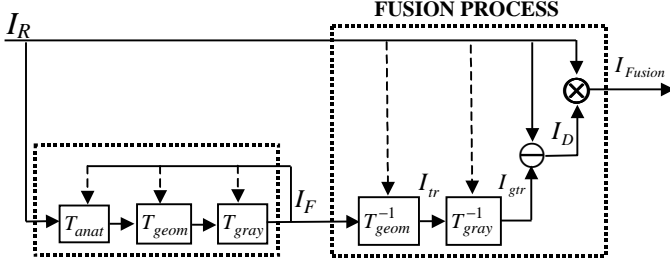 FUSION PROCESS
I_R
I_Fusion
I_D
I_F
I_tr
I_gtr
T_anat
T_geom
T_gray
T_geom^-1
T_gray^-1